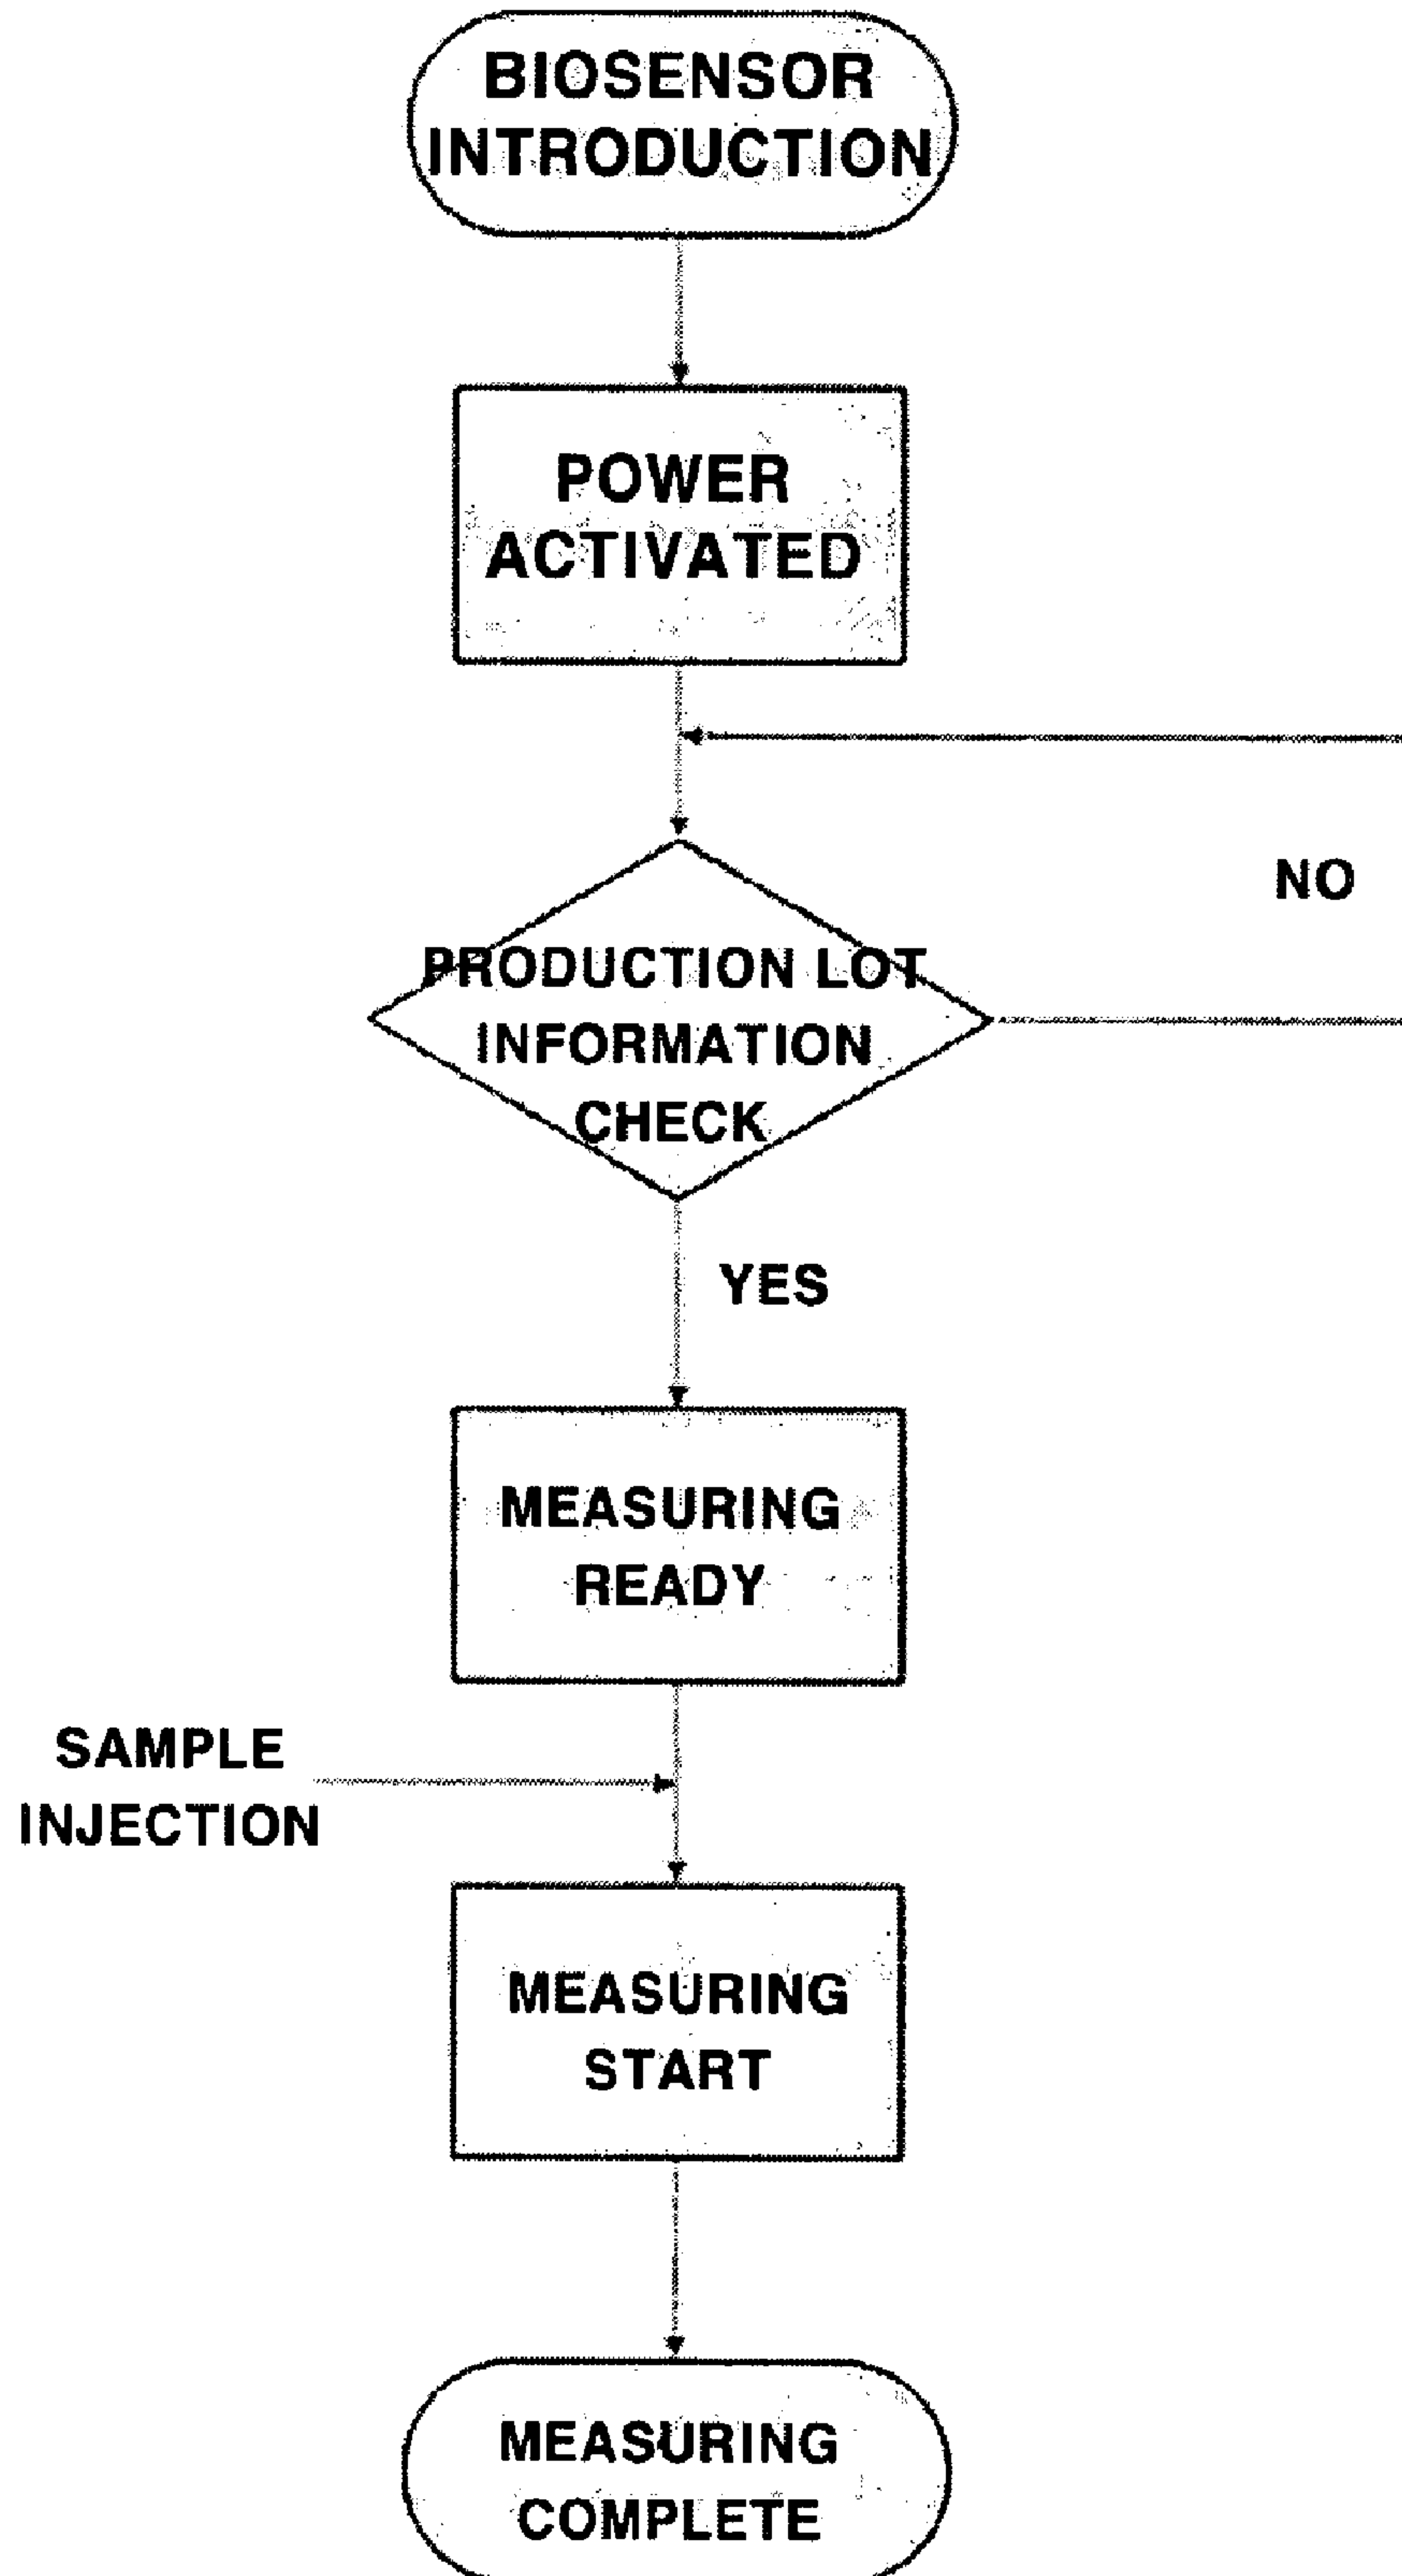 BIOSENSOR
INTRODUCTION
POWER
ACTIVATED
NO
PRODUCTION LOT
INFORMATION
CHECK
YES
MEASURING
READY
SAMPLE
INJECTION
MEASURING
START
MEASURING
COMPLETE